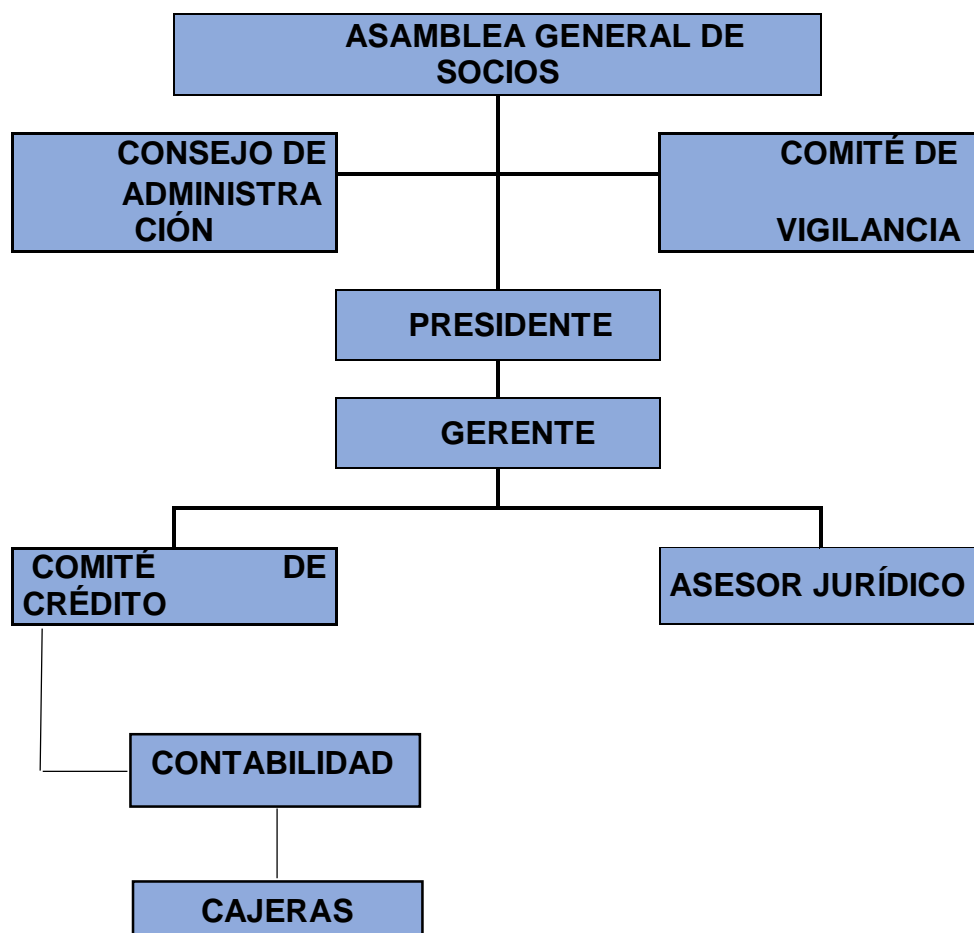 ASAMBLEA GENERAL DE
SOCIOS
CONSEJO DE
ADMINISTRA
CIÓN
COMITÉ DE
VIGILANCIA
PRESIDENTE
GERENTE
COMITÉ DE
CRÉDITO
ASESOR JURÍDICO
CONTABILIDAD
CAJERAS